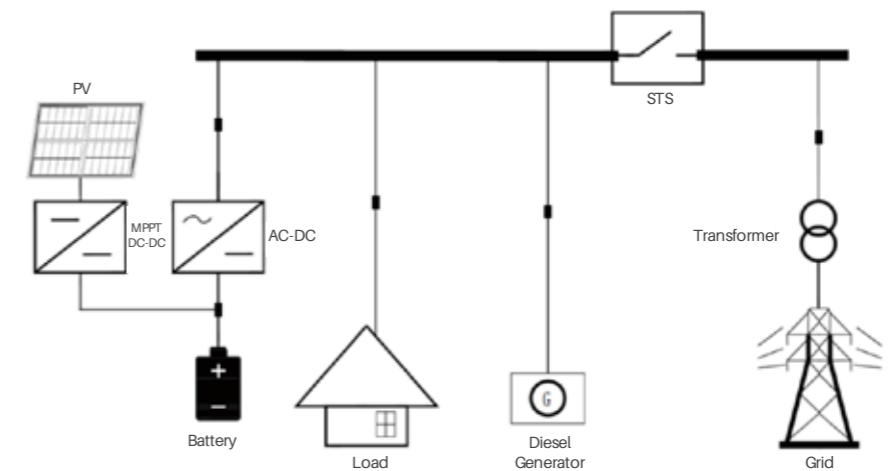 STS
PV
MPPT
DC-DC
AC-DC
Transformer
+
−
G
Battery
Load
Diesel
Generator
Grid